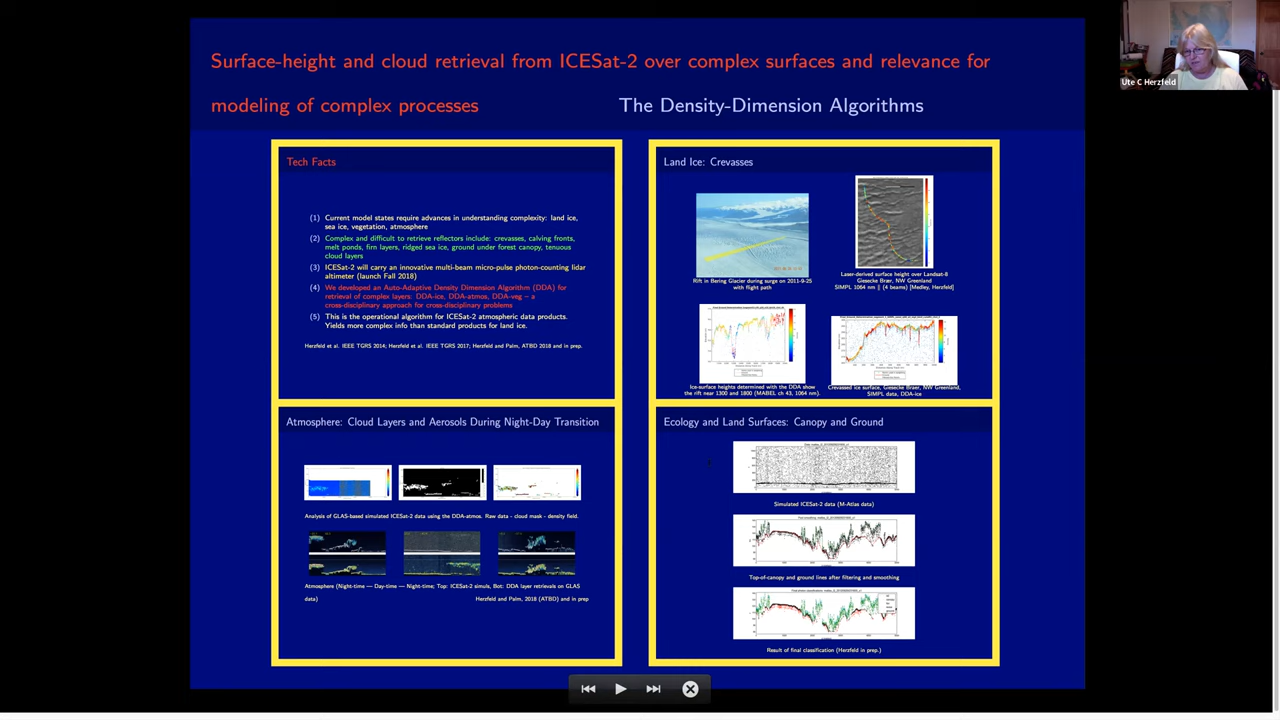 Surface-height and cloud retrieval from ICESat-2 over complex surfaces and relevance for
modeling of complex processes The Density-Dimension Algorithms
Ute C Herzfeld
Tech Facts
(1) Current model states require advances in understanding complexity: land ice,
sea ice, vegetation, atmosphere
(2) Complex and difficult to retrieve reflectors include: crevasses, calving fronts,
melt ponds, firn layers, ridged sea ice, ground under forest canopy, tenuous
cloud layers
(3) ICESat-2 will carry an innovative multi-beam micro-pulse photon-counting lidar
altimeter (launch Fall 2018)
(4) We developed an Auto-Adaptive Density Dimension Algorithm (DDA) for
retrieval of complex layers: DDA-ice, DDA-atmos, DDA-veg – a
cross-disciplinary approach for cross-disciplinary problems
(5) This is the operational algorithm for ICESat-2 atmospheric data products.
Yields more complex info than standard products for land ice.
Herzfeld et al. IEEE TGRS 2014; Herzfeld et al. IEEE TGRS 2017; Herzfeld and Palm, ATBD 2018 and in prep.
Land Ice: Crevasses
Rift in Bering Glacier during surge on 2011-9-25
with flight path
Laser-derived surface height over Landsat-8
Giesecke Bræer, NW Greenland
SIMPL 1064 nm ∥ (4 beams) [Medley, Herzfeld]
Ice-surface heights determined with the DDA show
the rift near 1300 and 1800 (MABEL ch 43, 1064 nm).
Crevassed ice surface, Giesecke Braer, NW Greenland,
SIMPL data, DDA-ice
Atmosphere: Cloud Layers and Aerosols During Night-Day Transition
Analysis of GLAS-based simulated ICESat-2 data using the DDA-atmos. Raw data - cloud mask - density field.
Atmosphere (Night-time — Day-time — Night-time; Top: ICESat-2 simuls, Bot: DDA layer retrievals on GLAS
data) Herzfeld and Palm, 2018 (ATBD) and in prep
Ecology and Land Surfaces: Canopy and Ground
Simulated ICESat-2 data (M-Atlas data)
Top-of-canopy and ground lines after filtering and smoothing
Result of final classification (Herzfeld in prep.)